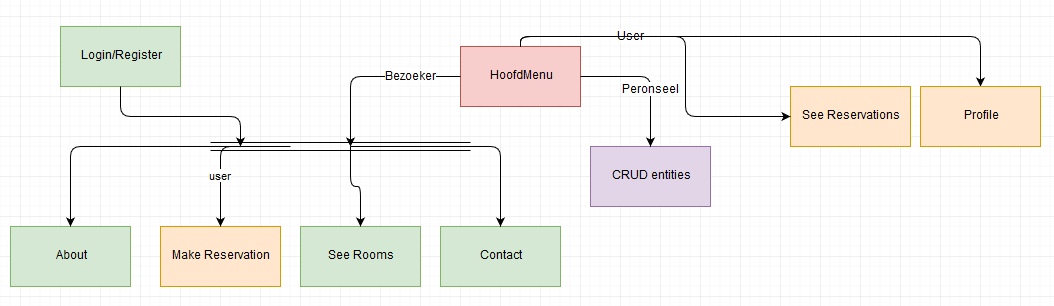 User
Login/Register
HoofdMenu
Bezoeker
Peronseel
See Reservations
Profile
user
CRUD entities
About
Make Reservation
See Rooms
Contact